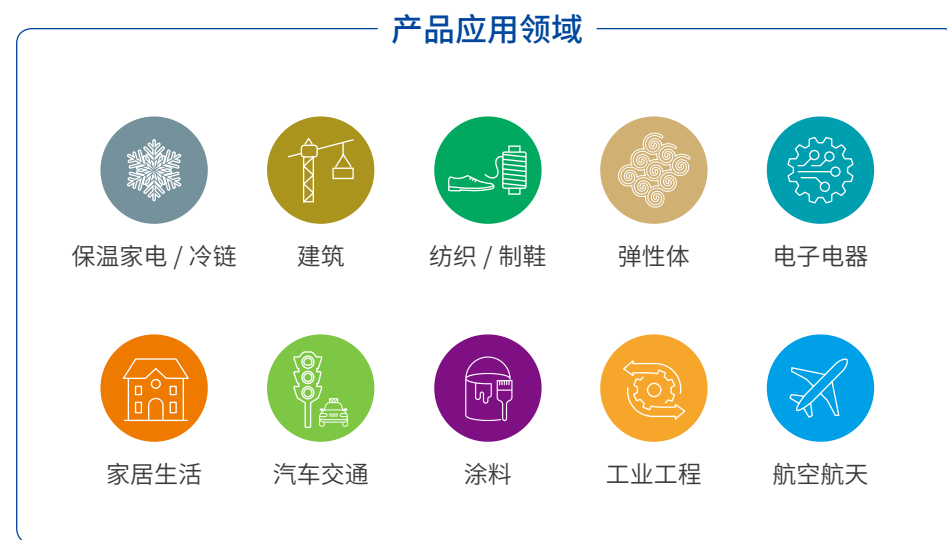 产品应用领域
保温家电 / 冷链
建筑
纺织 / 制鞋
弹性体
电子电器
家居生活
汽车交通
涂料
工业工程
航空航天